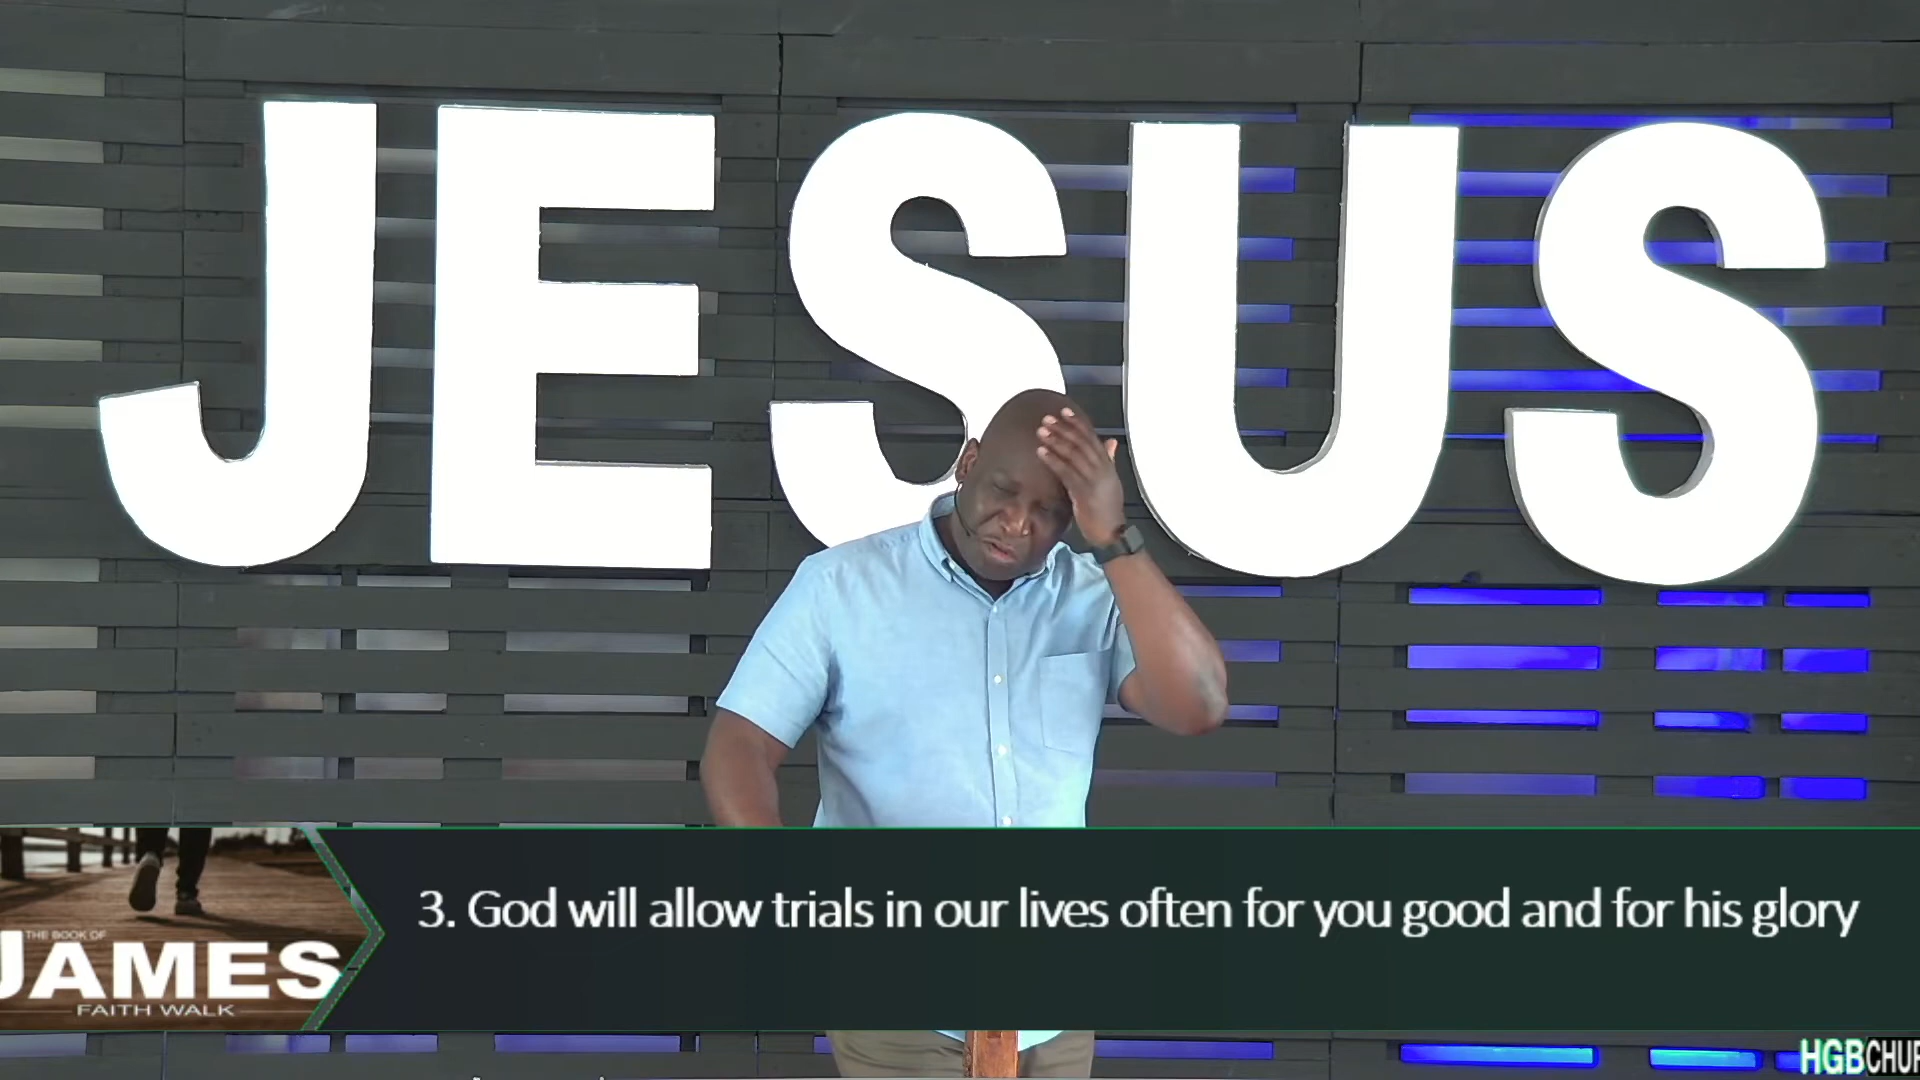 JESUS
3. God will allow trials in our lives often for you good and for his glory
THE BOOK OF
JAMES
FAITH WALK
HGBCHUR